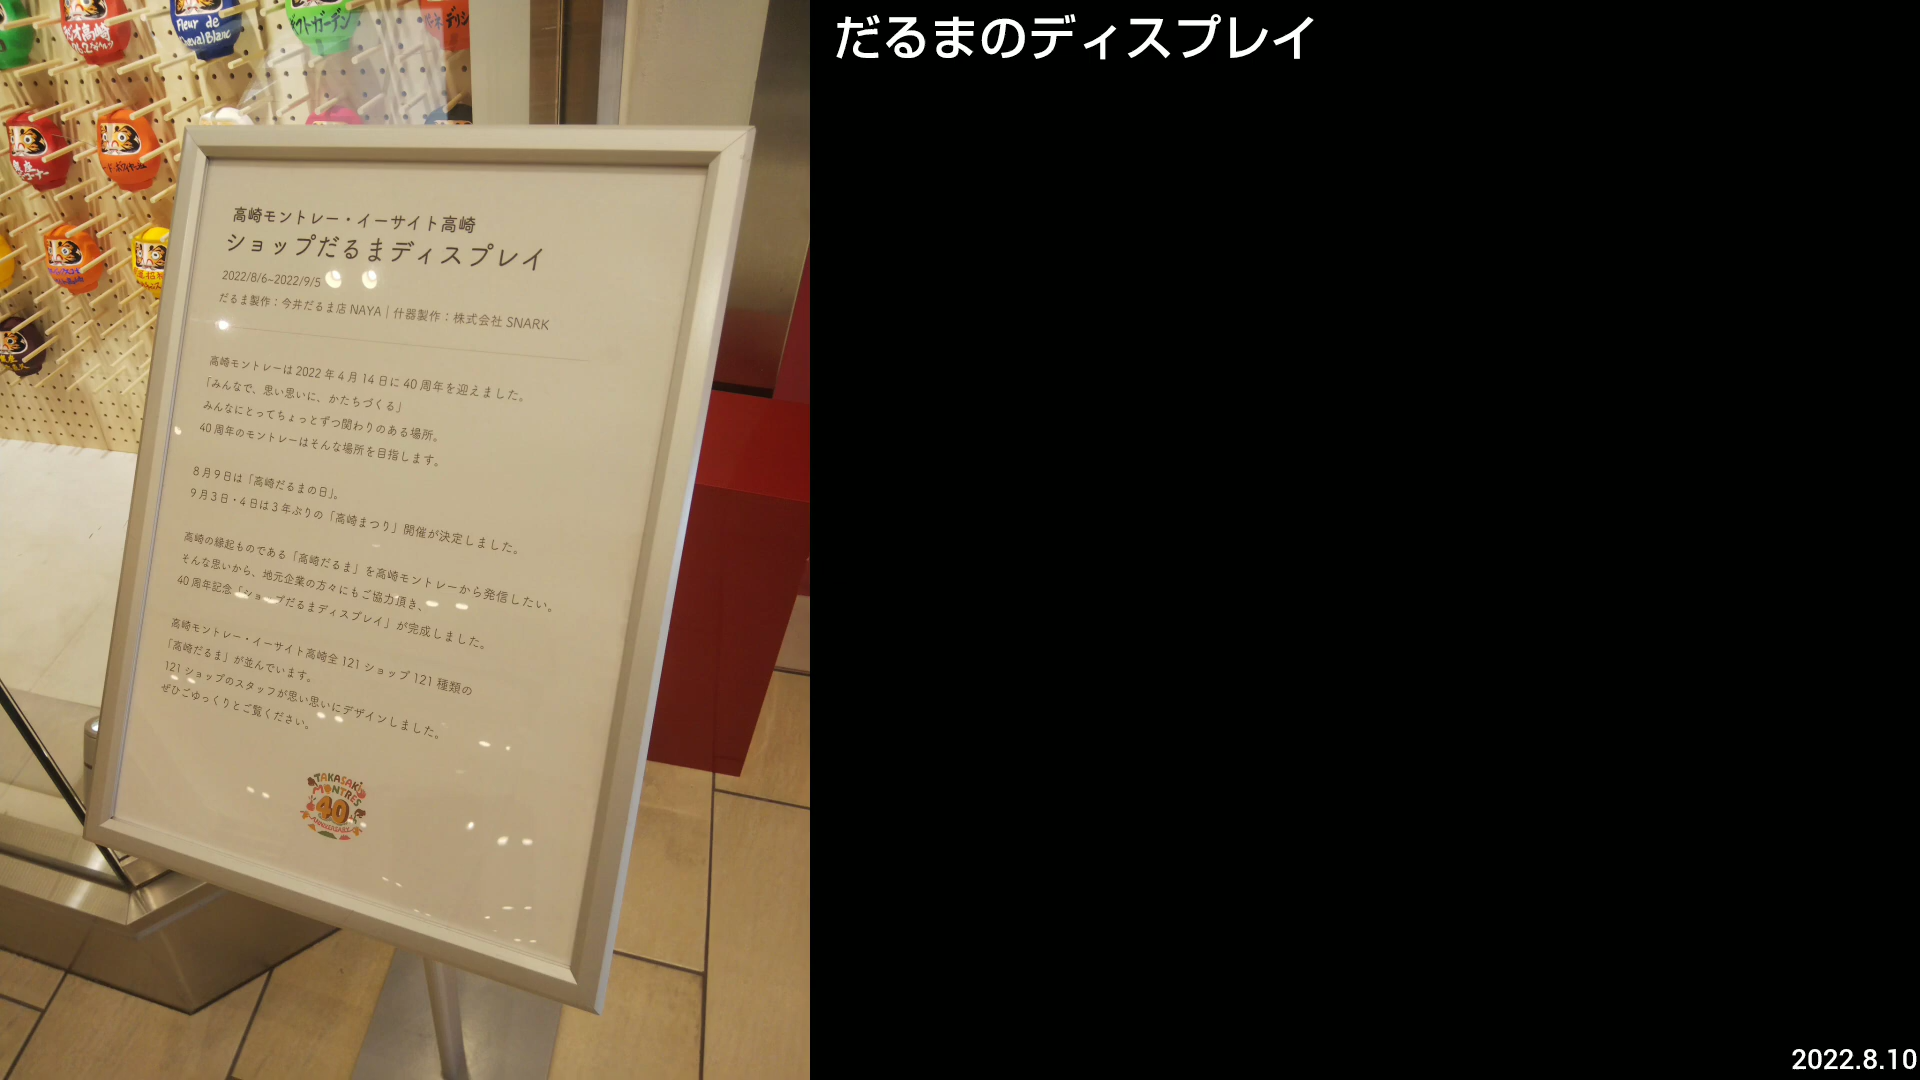 だるまのディスプレイ
Fleur de
Cheval Blanc
高崎モントレー・イーサイト高崎
ショップだるまディスプレイ
2022/8/6~2022/9/5
だるま製作:今井だるま店 NAYA|什器製作:株式会社 SNARK
高崎モントレーは 2022 年 4 月 14 日に 40 周年を迎えました。
「みんなで、思い思いに、かたちづくる」
みんなにとってちょっとずつ関わりのある場所。
40 周年のモントレーはそんな場所を目指します。
8月9日は「高崎だるまの日」。
9月3日・4日は3年ぶりの「高崎まつり」開催が決定しました。
高崎の縁起ものである「高崎だるま」を高崎モントレーから発信したい。
そんな思いから、地元企業の方々にもご協力頂き、
40 周年記念「ショップだるまディスプレイ」が完成しました。
高崎モントレー・イーサイト高崎全 121 ショップ 121 種類の
「高崎だるま」が並んでいます。
121 ショップのスタッフが思い思いにデザインしました。
ぜひごゆっくりとご覧ください。
TAKASAKI
MONTRES
40
ANNIVERSARY
2022.8.10